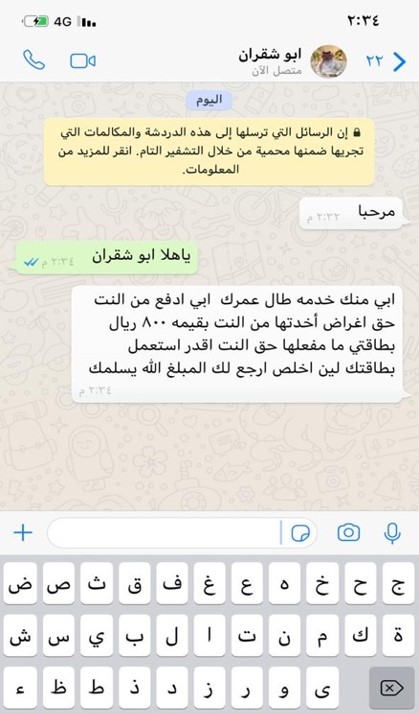 ٢:٣٤
4G
٢٢
ابو شقران
متصل الآن
اليوم
إن الرسائل التي ترسلها إلى هذه الدردشة والمكالمات التي
تجريها ضمنها محمية من خلال التشفير التام. انقر للمزيد من
المعلومات.
مرحبا
٢:٣٢ م
ياهلا ابو شقران
٢:٣٤ م
ابي منك خدمه طال عمرك ابي ادفع من النت
حق اغراض أخدتها من النت بقيمه ٨٠٠ ريال
بطاقتي ما مفعلها حق النت اقدر استعمل
بطاقتك لين اخلص ارجع لك المبلغ الله يسلمك
٢:٣٤ م
ج ح خ ه ع غ ف ق ث ص ض
ة ك م ن ت ا ل ب ي س ش
ى و ر ز د ذ ط ظ ء